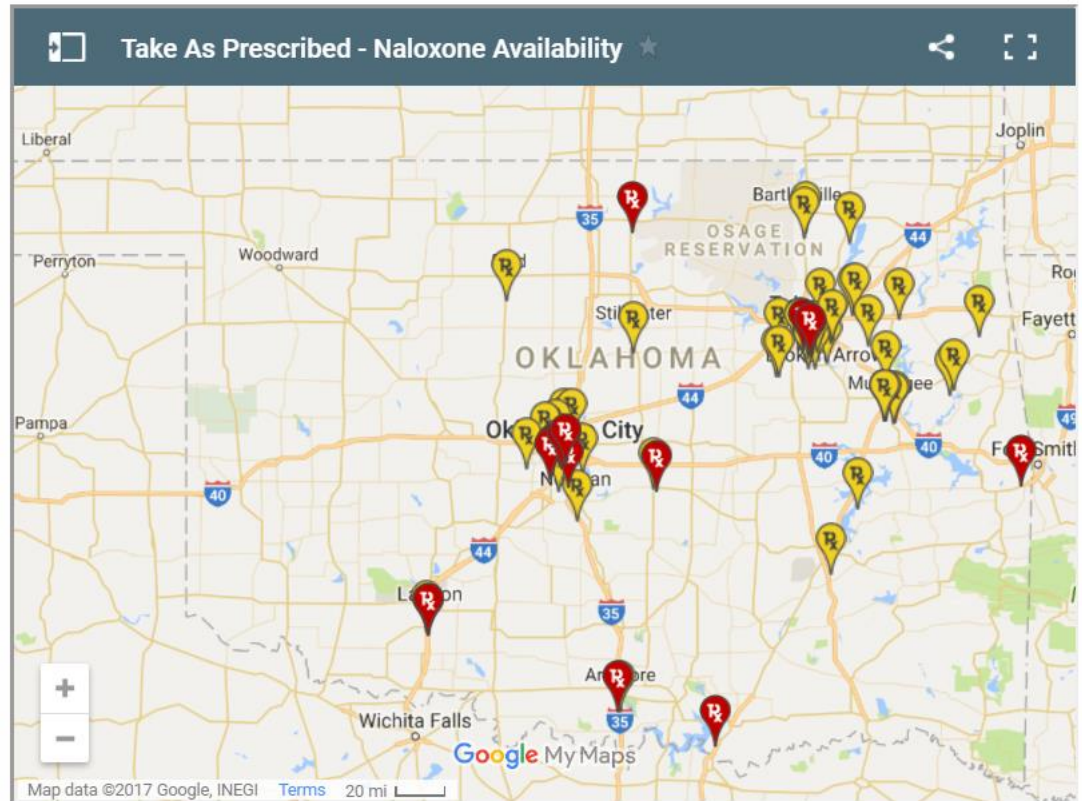 Take As Prescribed - Naloxone Availability
Liberal
Joplin
35
OSAGE
RESERVATION
44
Woodward
Perryton
OKLAHOMA
44
Pampa
City
40
40
49
40
44
35
35
Wichita Falls
Google My Maps
Map data ©2017 Google, INEGI Terms 20 mi